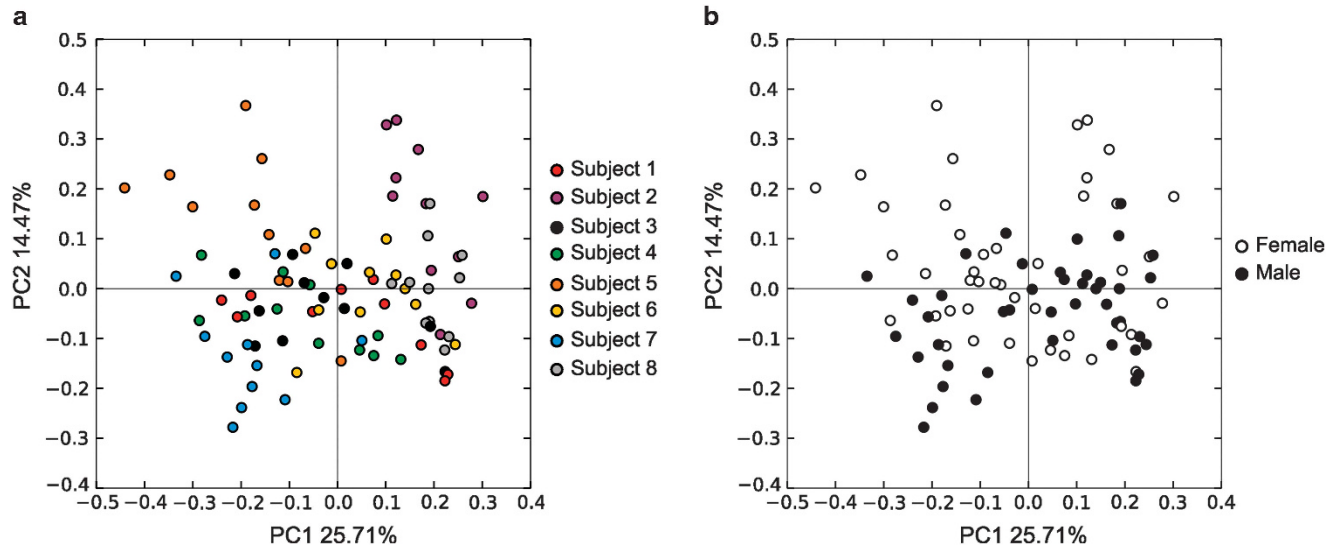 a
0.5
0.4
0.3
0.2
0.1
0.0
−0.1
−0.2
−0.3
−0.4
PC2 14.47%
−0.5 −0.4 −0.3 −0.2 −0.1 0.0 0.1 0.2 0.3 0.4
PC1 25.71%
Subject 1
Subject 2
Subject 3
Subject 4
Subject 5
Subject 6
Subject 7
Subject 8
b
0.5
0.4
0.3
0.2
0.1
0.0
−0.1
−0.2
−0.3
−0.4
PC2 14.47%
−0.5 −0.4 −0.3 −0.2 −0.1 0.0 0.1 0.2 0.3 0.4
PC1 25.71%
Female
Male